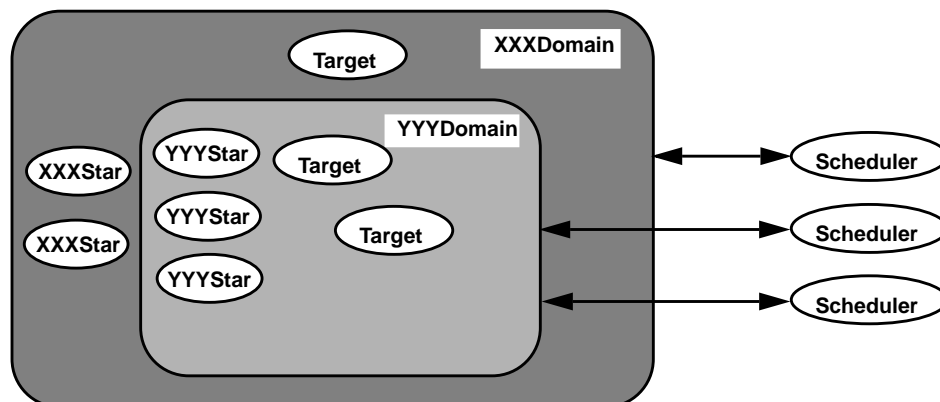 XXXDomain
Target
YYYDomain
YYYStar
Target
XXXStar
Scheduler
YYYStar
XXXStar
Target
Scheduler
YYYStar
Scheduler